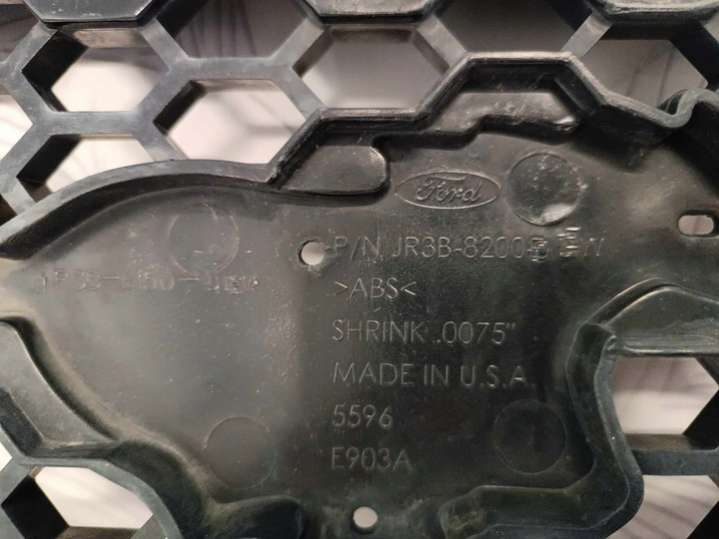 Ford
P/N JR3B-8200-
>ABS<
SHRINK .0075"
MADE IN U.S.A
5596
E903A